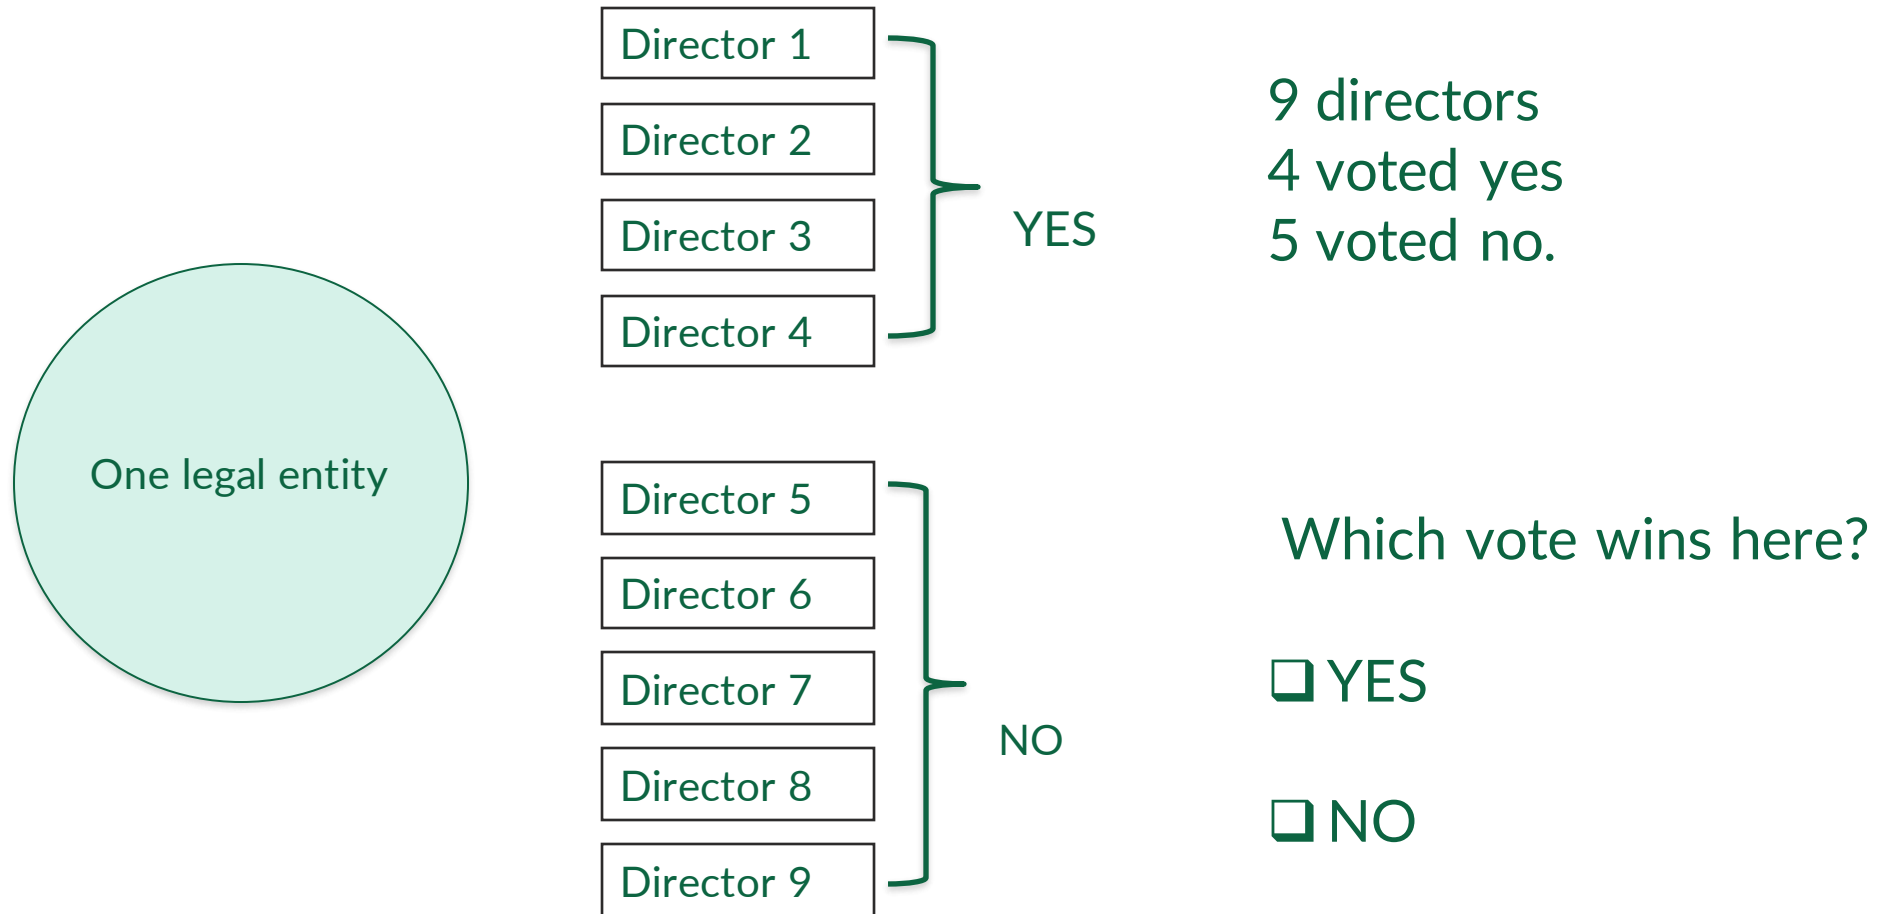 Director 1
Director 2
Director 3
Director 4
YES
9 directors
4 voted yes
5 voted no.
One legal entity
Director 5
Director 6
Director 7
Director 8
Director 9
NO
Which vote wins here?
❑ YES
❑ NO